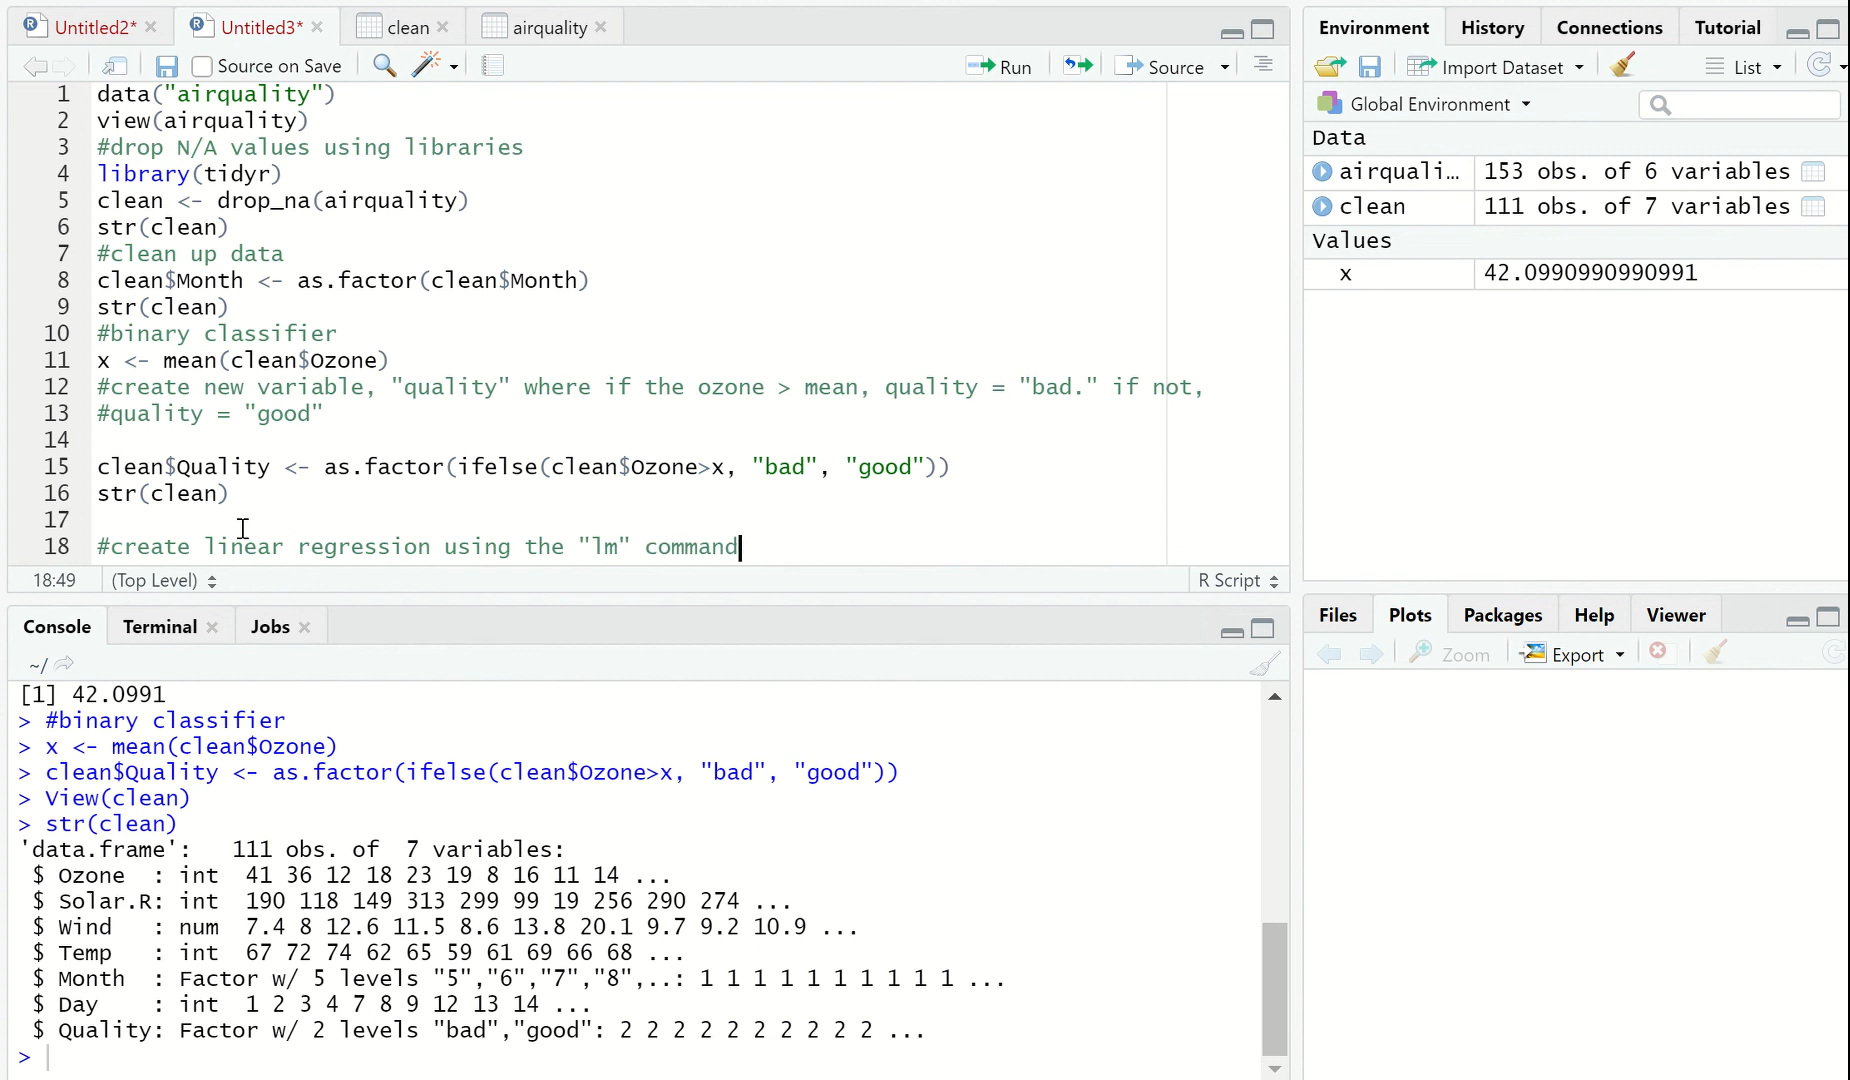 Untitled2* Untitled3* clean airquality
Source on Save Run Source
1 data("airquality")
2 view(airquality)
3 #drop N/A values using libraries
4 library(tidyr)
5 clean <- drop_na(airquality)
6 str(clean)
7 #clean up data
8 clean$Month <- as.factor(clean$Month)
9 str(clean)
10 #binary classifier
11 x <- mean(clean$Ozone)
12 #create new variable, "quality" where if the ozone > mean, quality = "bad." if not,
13 #quality = "good"
14
15 clean$Quality <- as.factor(ifelse(clean$Ozone>x, "bad", "good"))
16 str(clean)
17
18 #create linear regression using the "lm" command
18:49 (Top Level) R Script
Console Terminal Jobs
~/
[1] 42.0991
> #binary classifier
> x <- mean(clean$Ozone)
> clean$Quality <- as.factor(ifelse(clean$Ozone>x, "bad", "good"))
> View(clean)
> str(clean)
'data.frame': 111 obs. of 7 variables:
$ Ozone : int 41 36 12 18 23 19 8 16 11 14 ...
$ Solar.R: int 190 118 149 313 299 99 19 256 290 274 ...
$ Wind : num 7.4 8 12.6 11.5 8.6 13.8 20.1 9.7 9.2 10.9 ...
$ Temp : int 67 72 74 62 65 59 61 69 66 68 ...
$ Month : Factor w/ 5 levels "5","6","7","8",..: 1 1 1 1 1 1 1 1 1 1 ...
$ Day : int 1 2 3 4 7 8 9 12 13 14 ...
$ Quality: Factor w/ 2 levels "bad","good": 2 2 2 2 2 2 2 2 2 2 ...
>
Environment History Connections Tutorial
Import Dataset List
Global Environment
Data
airquali... 153 obs. of 6 variables
clean 111 obs. of 7 variables
Values
x 42.0990990990991
Files Plots Packages Help Viewer
Zoom Export